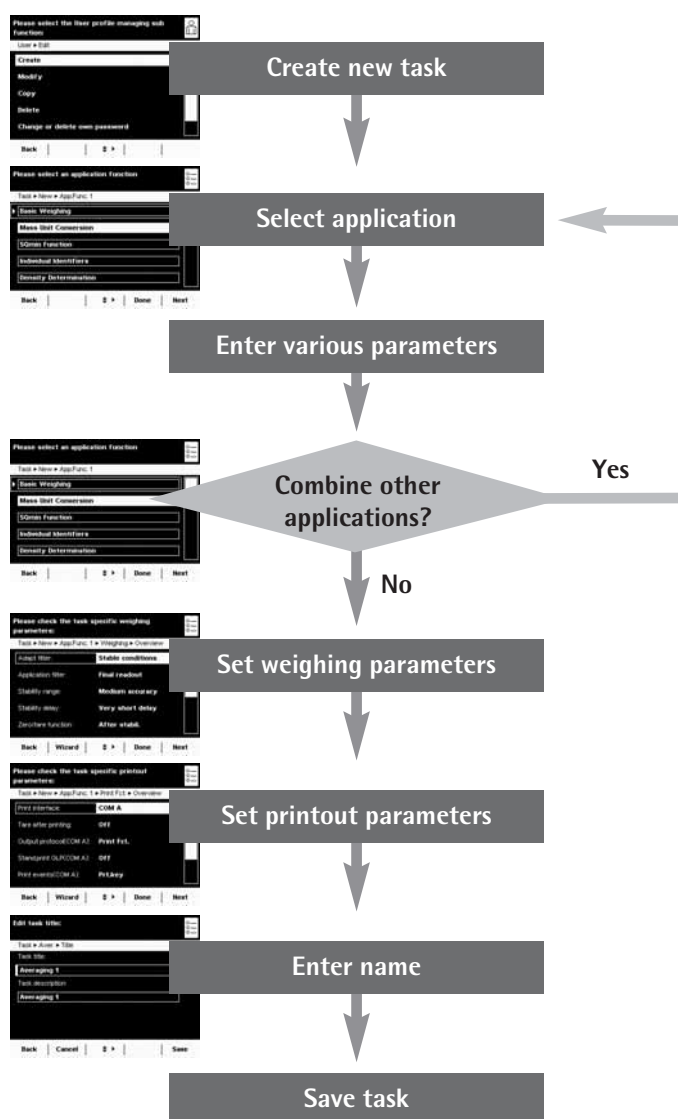 Please select the User profile managing sub
function:
User ▸ Edit
Create
Modify
Copy
Delete
Change or delete own password
Back
Create new task
Please select an application function
Task ▸ New ▸ App.Func. 1
Basic Weighing
Mass Unit Conversion
SQmin Function
Individual Identifiers
Density Determination
Back Done Next
Select application
Enter various parameters
Please select an application function
Task ▸ New ▸ App.Func. 1
Basic Weighing
Mass Unit Conversion
SQmin Function
Individual Identifiers
Density Determination
Back Done Next
Combine other
applications?
Yes
No
Please check the task specific weighing
parameters:
Task ▸ New ▸ App.Func. 1 ▸ Weighing ▸ Overview
Adapt filter: Stable conditions
Application filter: Final readout
Stability range: Medium accuracy
Stability delay: Very short delay
Zero/tare function: After stabil.
Back Wizard Done Next
Set weighing parameters
Please check the task specific printout
parameters:
Task ▸ New ▸ App.Func. 1 ▸ Print Fct. ▸ Overview
Print interface: COM A
Tare after printing: Off
Output protocol(COM A): Print Fct.
Stand.print GLP(COM A): Off
Print events(COM A): Prt.key
Back Wizard Done Next
Set printout parameters
Edit task title:
Task ▸ Aver ▸ Title
Task title:
Averaging 1
Task description:
Averaging 1
Back Cancel Save
Enter name
Save task